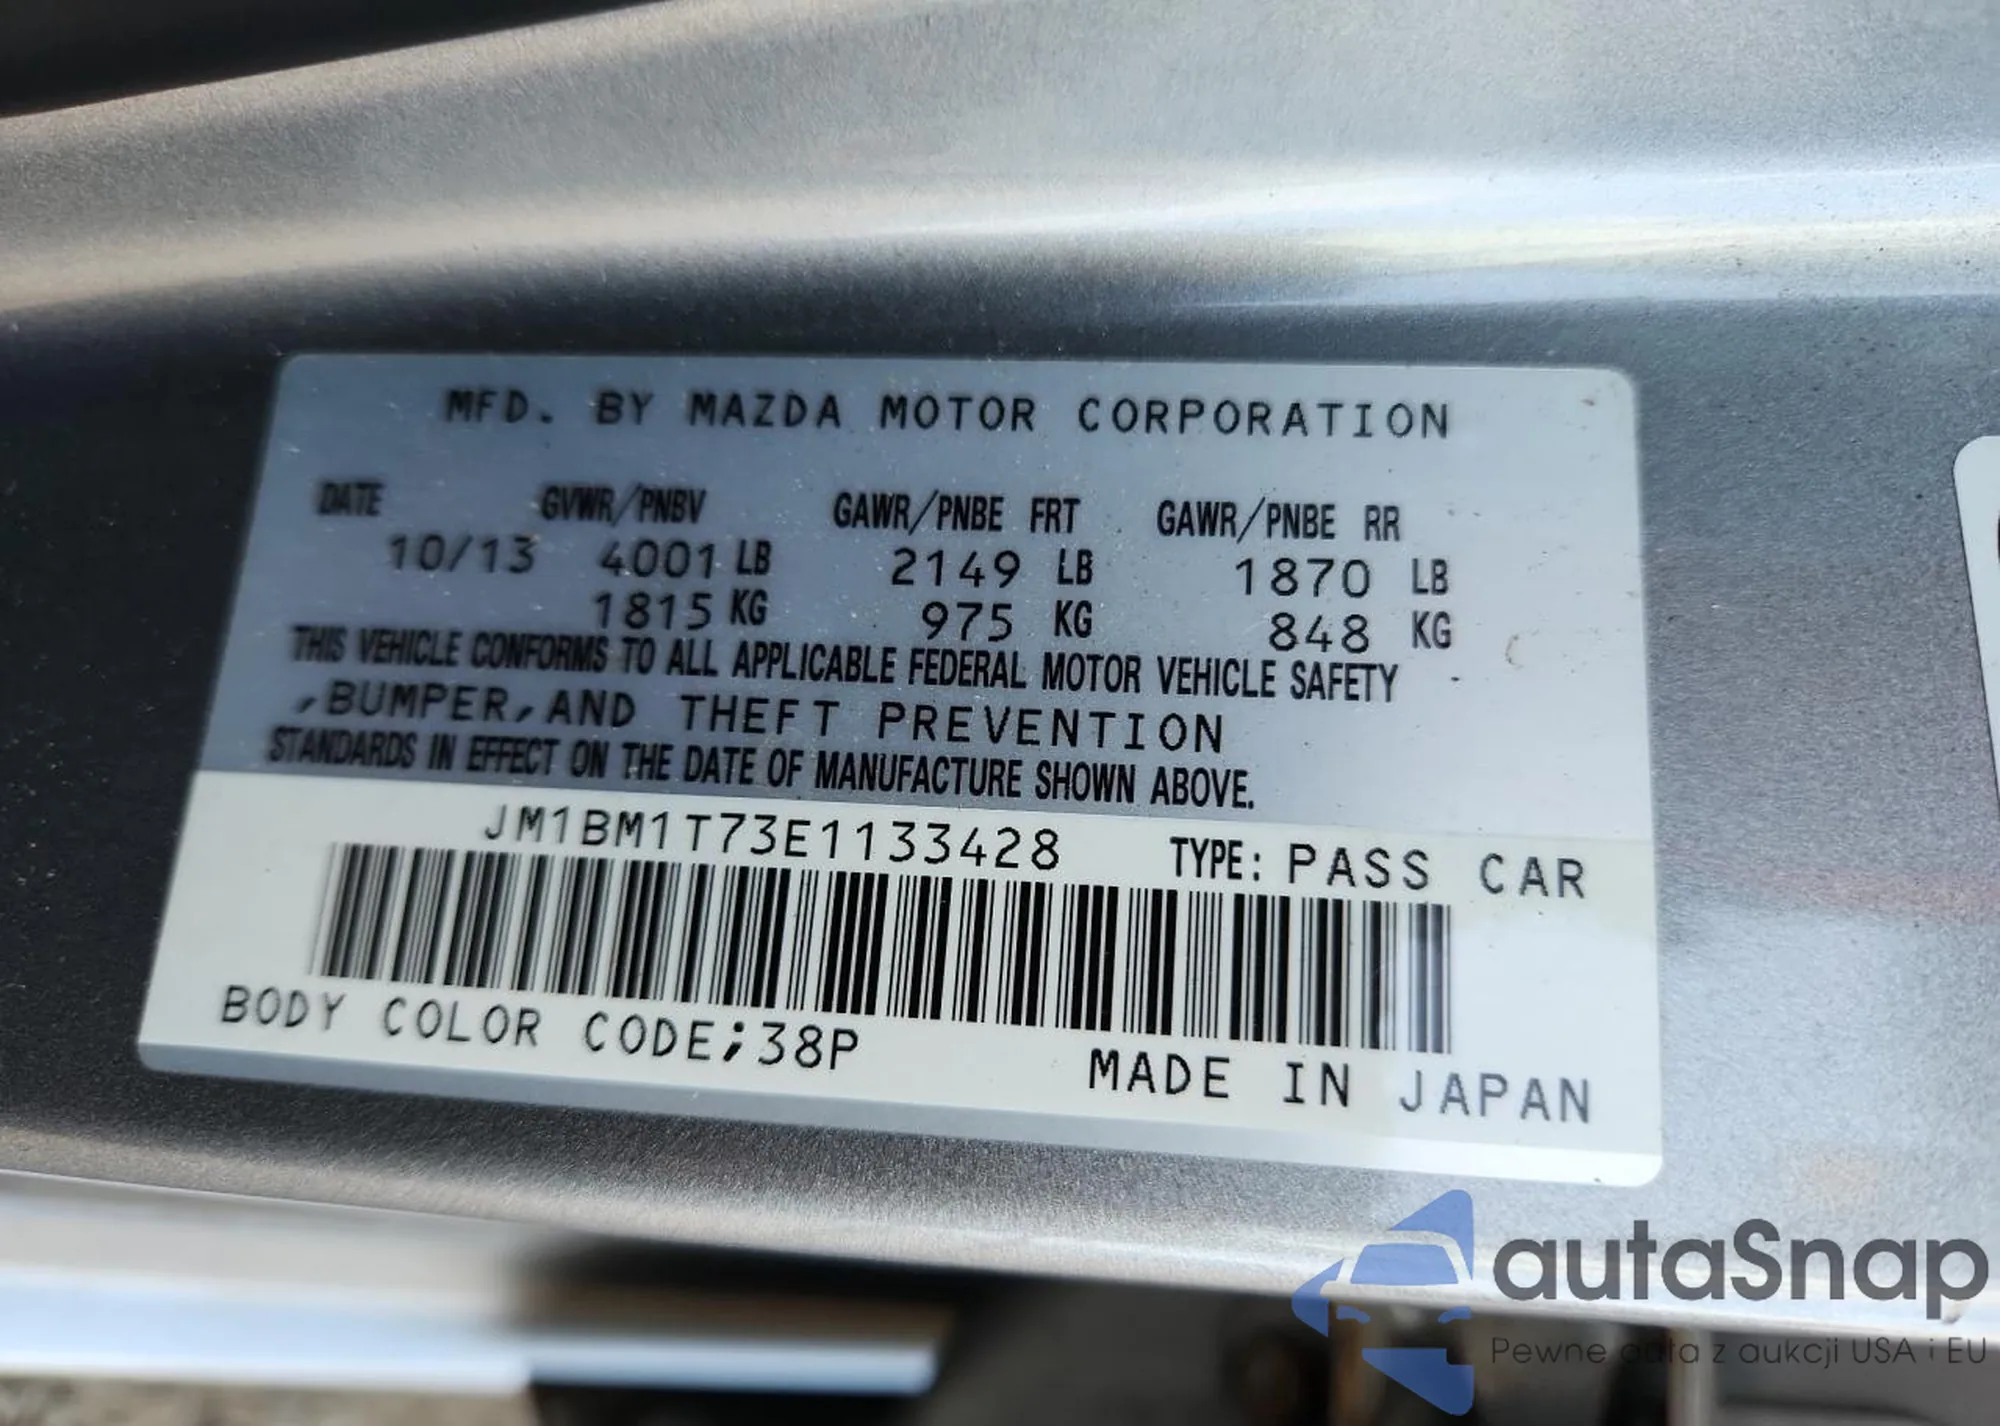 MFD. BY MAZDA MOTOR CORPORATION
DATE GVWR/PNBV GAWR/PNBE FRT GAWR/PNBE RR
10/13 4001 LB 2149 LB 1870 LB
1815 KG 975 KG 848 KG
THIS VEHICLE CONFORMS TO ALL APPLICABLE FEDERAL MOTOR VEHICLE SAFETY
,BUMPER,AND THEFT PREVENTION
STANDARDS IN EFFECT ON THE DATE OF MANUFACTURE SHOWN ABOVE.
JM1BM1T73E1133428 TYPE: PASS CAR
BODY COLOR CODE;38P
MADE IN JAPAN
autaSnap
Pewne auta z aukcji USA i EU